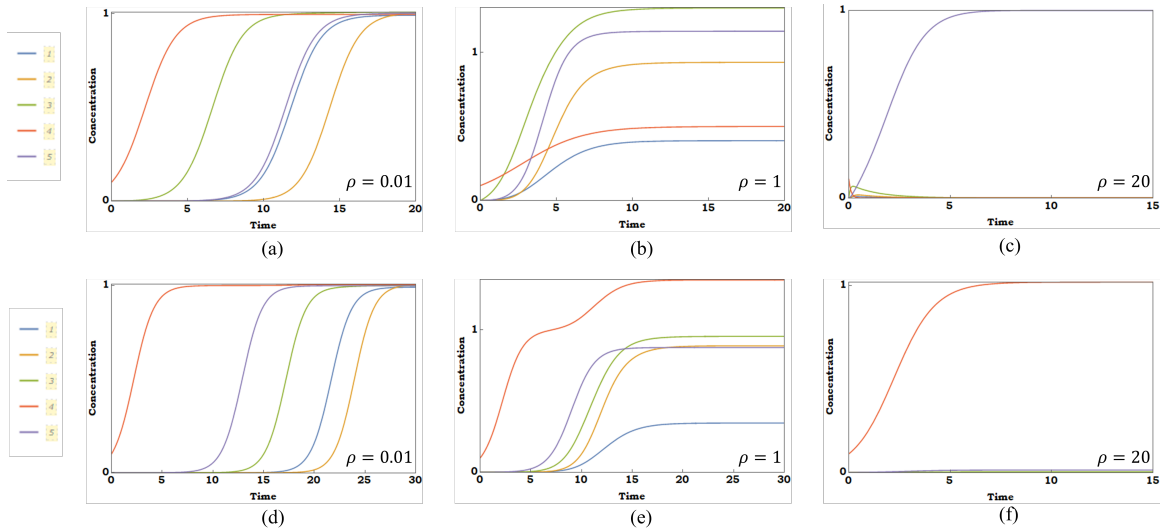 1
2
3
4
5
Concentration
1
0
0 5 10 15 20
Time
ρ = 0.01
(a)
Concentration
1
0
0 5 10 15 20
Time
ρ = 1
(b)
Concentration
1
0
0 5 10 15
Time
ρ = 20
(c)
1
2
3
4
5
Concentration
1
0
0 5 10 15 20 25 30
Time
ρ = 0.01
(d)
Concentration
1
0
0 5 10 15 20 25 30
Time
ρ = 1
(e)
Concentration
1
0
0 5 10 15
Time
ρ = 20
(f)